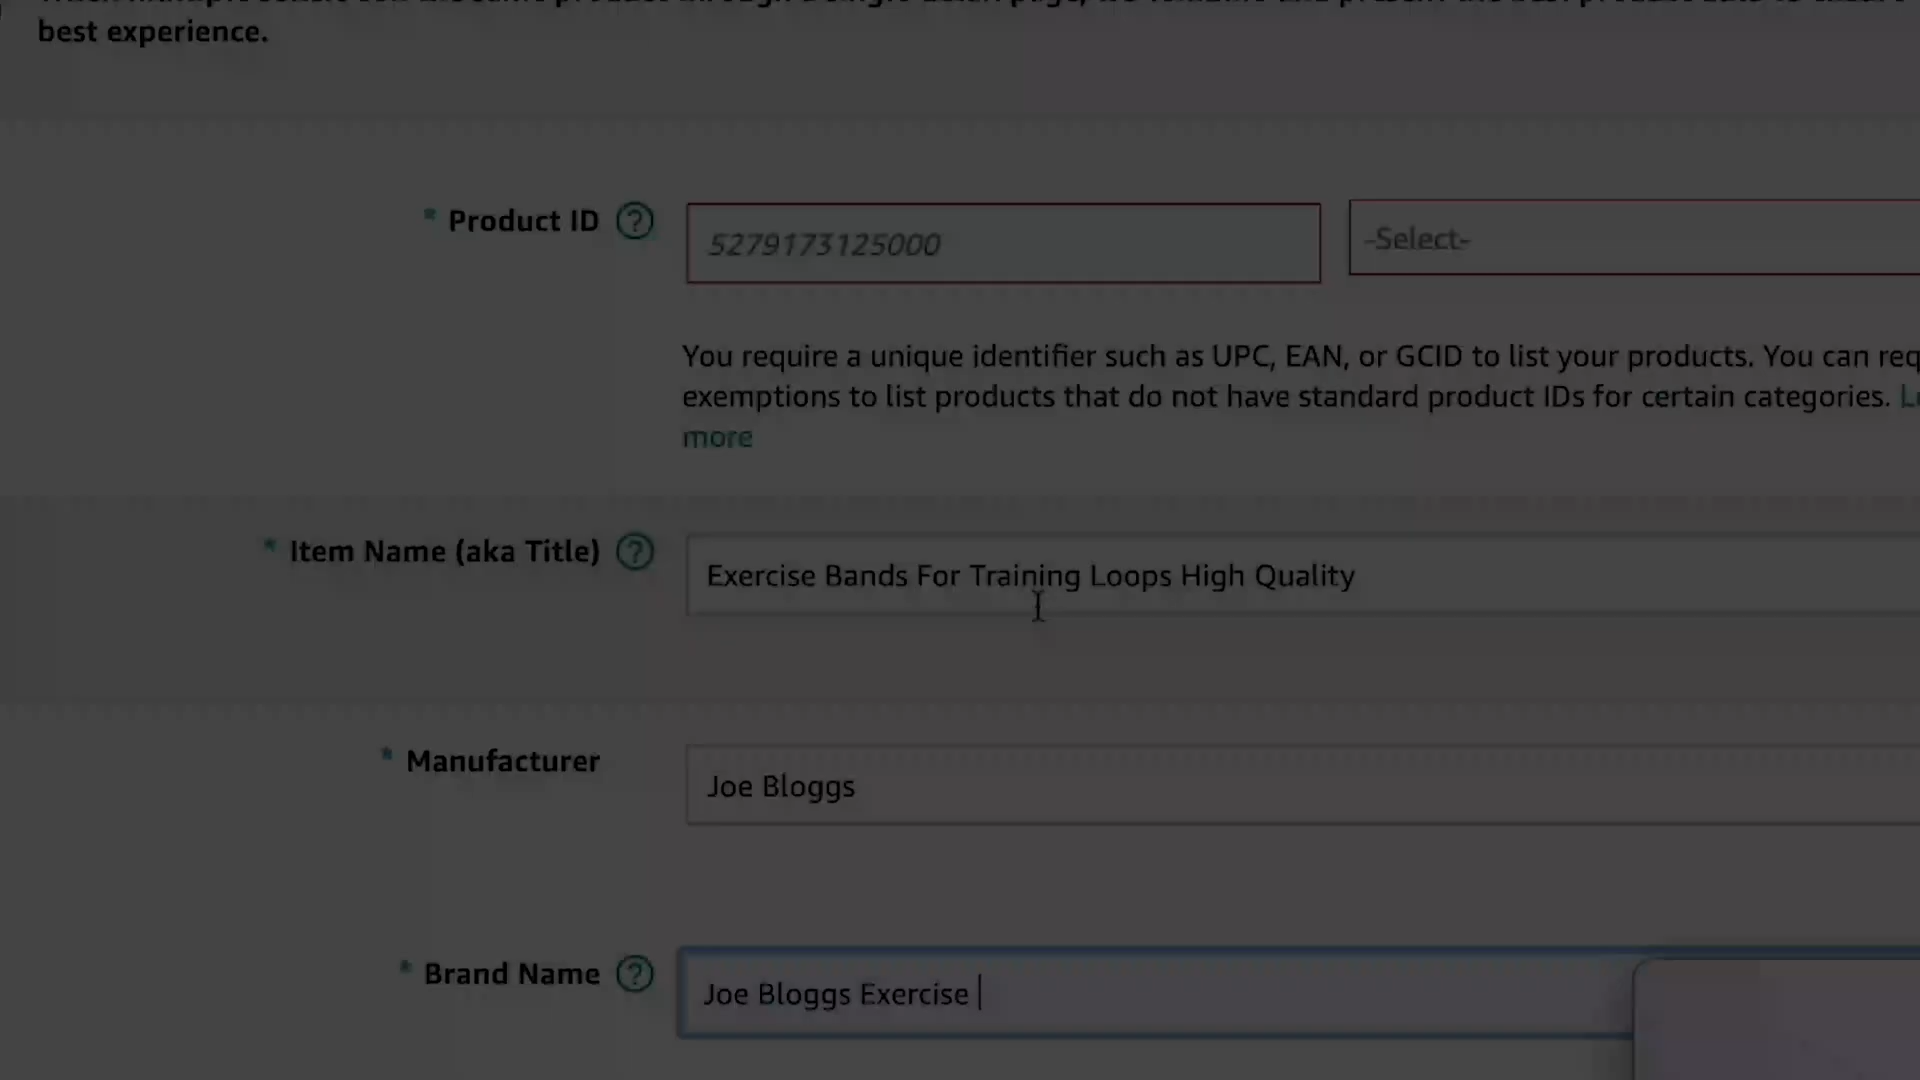 best experience.
* Product ID ? 5279173125000 -Select-
You require a unique identifier such as UPC, EAN, or GCID to list your products. You can
exemptions to list products that do not have standard product IDs for certain categories.
more
* Item Name (aka Title) ? Exercise Bands For Training Loops High Quality
* Manufacturer Joe Bloggs
* Brand Name ? Joe Bloggs Exercise